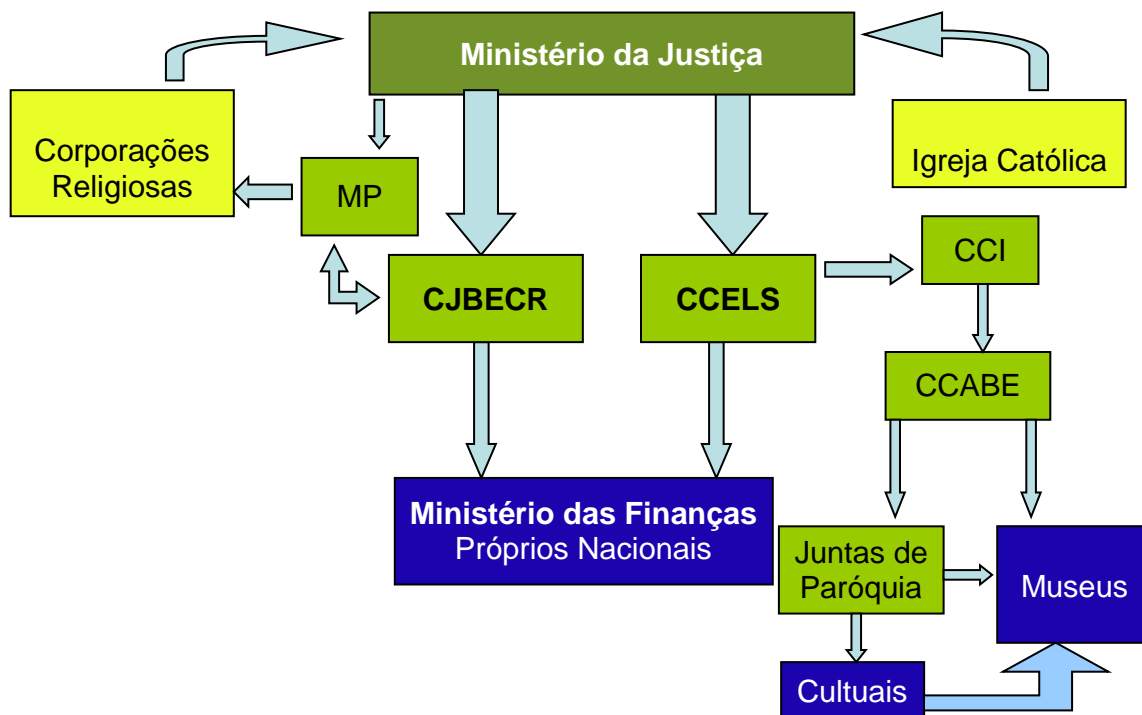 Ministério da Justiça
Corporações
Religiosas
Igreja Católica
MP
CCI
CJBECR
CCELS
CCABE
Ministério das Finanças
Próprios Nacionais
Juntas de
Paróquia
Museus
Cultuais